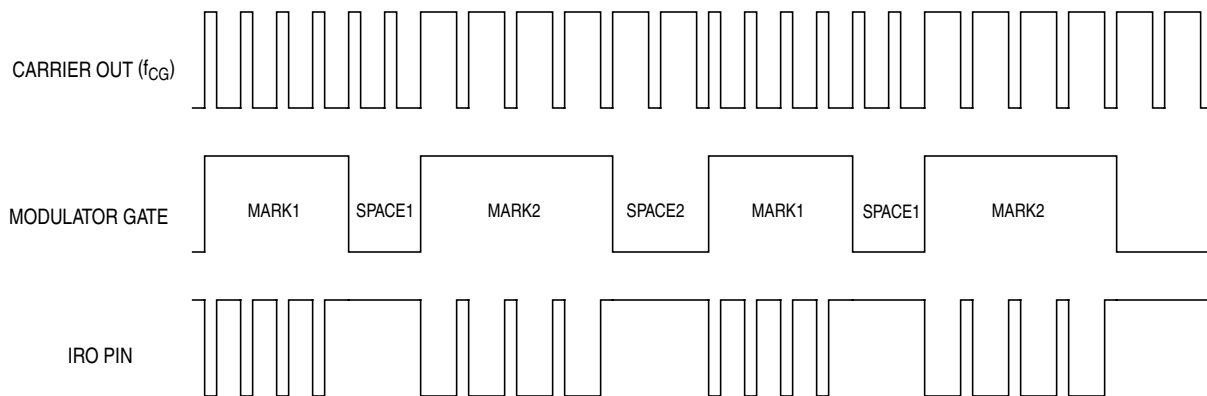 CARRIER OUT (fCG)
MODULATOR GATE
MARK1 SPACE1 MARK2 SPACE2 MARK1 SPACE1 MARK2
IRO PIN